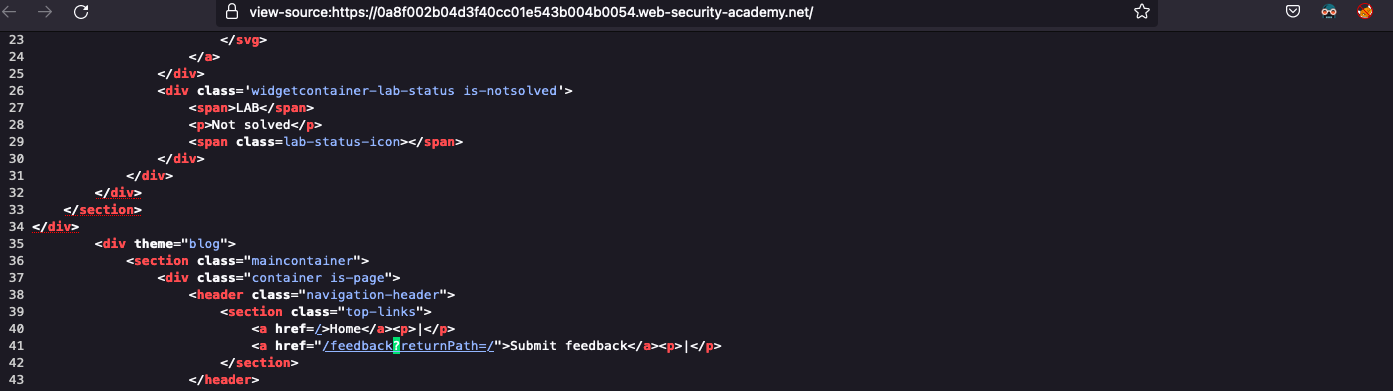 view-source:https://0a8f002b04d3f40cc01e543b004b0054.web-security-academy.net/
23 </svg>
24 </a>
25 </div>
26 <div class='widgetcontainer-lab-status is-notsolved'>
27 <span>LAB</span>
28 <p>Not solved</p>
29 <span class=lab-status-icon></span>
30 </div>
31 </div>
32 </div>
33 </section>
34 </div>
35 <div theme="blog">
36 <section class="maincontainer">
37 <div class="container is-page">
38 <header class="navigation-header">
39 <section class="top-links">
40 <a href=/>Home</a><p>|</p>
41 <a href="/feedback?returnPath=/">Submit feedback</a><p>|</p>
42 </section>
43 </header>